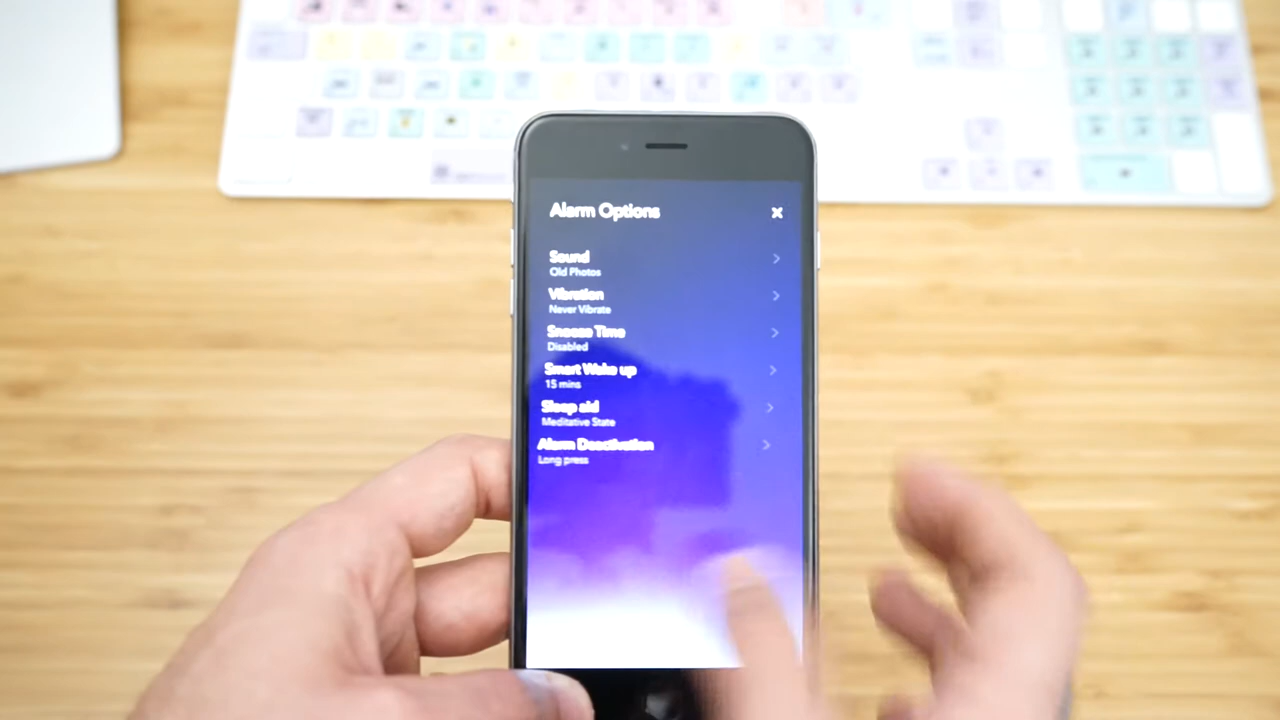 Alarm Options
Sound
Old Photos
Vibration
Never Vibrate
Snooze Time
Disabled
Smart Wake up
15 mins
Sleep aid
Meditative State
Alarm Deactivation
Long press